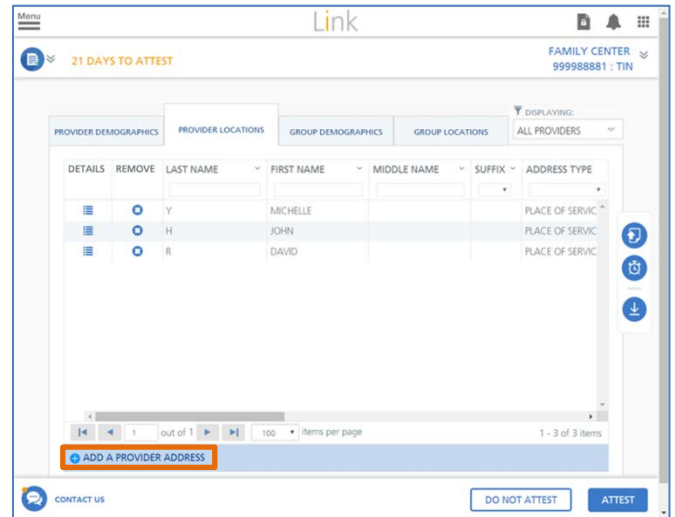 Menu
Link
21 DAYS TO ATTEST
FAMILY CENTER
999988881 : TIN
DISPLAYING:
ALL PROVIDERS
PROVIDER DEMOGRAPHICS PROVIDER LOCATIONS GROUP DEMOGRAPHICS GROUP LOCATIONS
DETAILS REMOVE LAST NAME FIRST NAME MIDDLE NAME SUFFIX ADDRESS TYPE
Y MICHELLE PLACE OF SERVIC
H JOHN PLACE OF SERVIC
R DAVID PLACE OF SERVIC
1 out of 1 100 items per page 1 - 3 of 3 items
ADD A PROVIDER ADDRESS
CONTACT US DO NOT ATTEST ATTEST